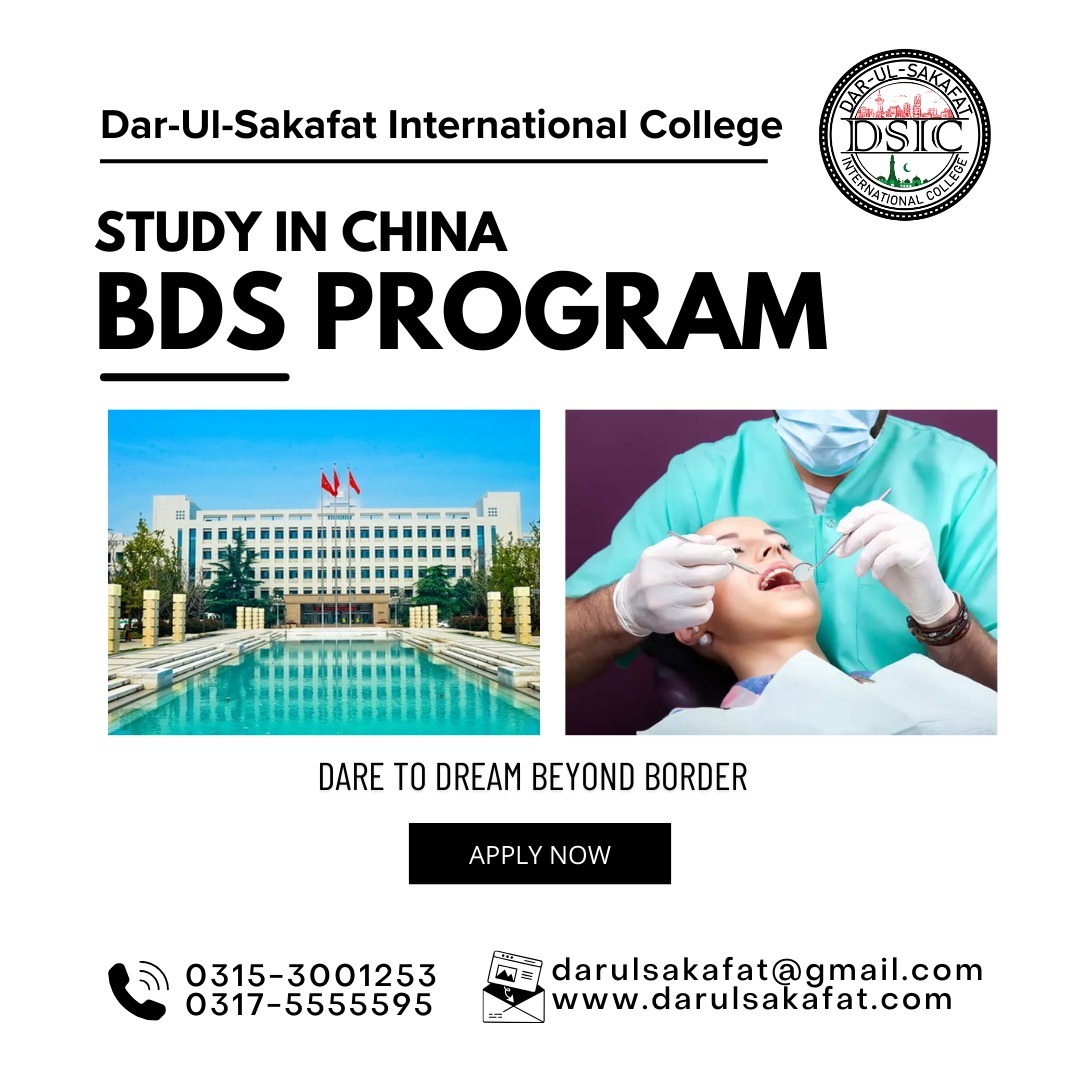 Dar-Ul-Sakafat International College
DAR-UL-SAKAFAT
DSIC
INTERNATIONAL COLLEGE
STUDY IN CHINA
BDS PROGRAM
DARE TO DREAM BEYOND BORDER
APPLY NOW
0315-3001253
0317-5555595
darulsakafat@gmail.com
www.darulsakafat.com